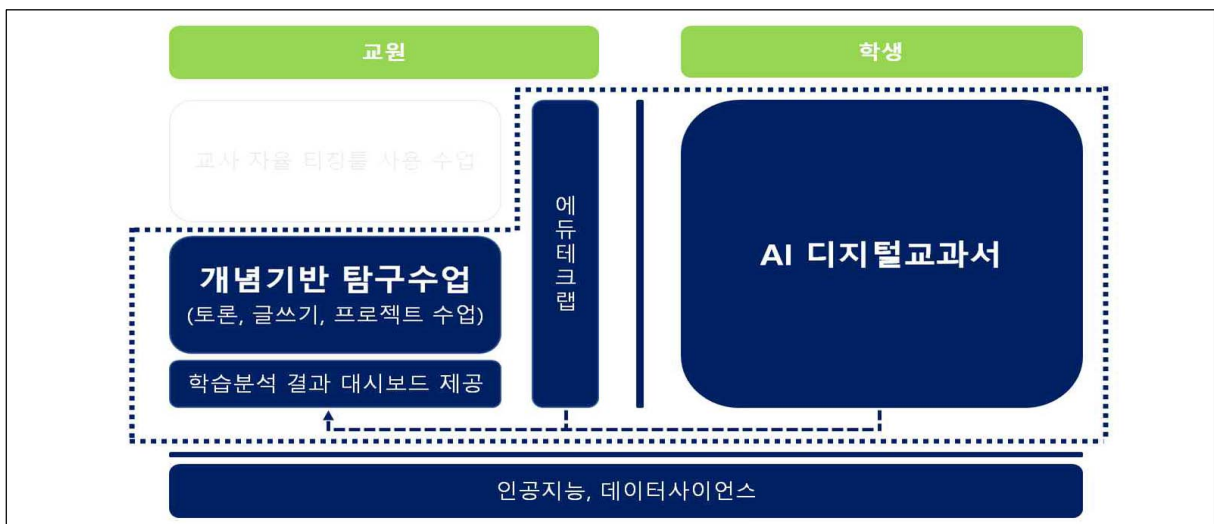 교원
학생
교사 자율 티칭툴 사용 수업
에듀테크랩
AI 디지털교과서
개념기반 탐구수업
(토론, 글쓰기, 프로젝트 수업)
학습분석 결과 대시보드 제공
인공지능, 데이터사이언스